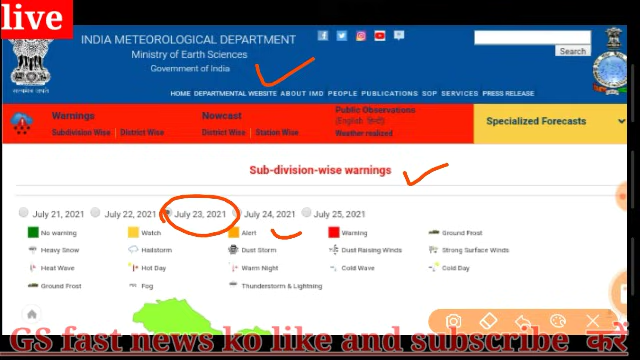 live
INDIA METEOROLOGICAL DEPARTMENT
Ministry of Earth Sciences
Government of India
Search
HOME DEPARTMENTAL WEBSITE ABOUT IMD PEOPLE PUBLICATIONS SOP SERVICES PRESS RELEASE
Warnings Nowcast Public Observations
(English, हिन्दी)
Subdivision Wise | District Wise District Wise | Station Wise Weather realized
Specialized Forecasts
Sub-division-wise warnings
July 21, 2021 July 22, 2021 July 23, 2021 July 24, 2021 July 25, 2021
No warning Watch Alert Warning Ground Frost
Heavy Snow Hailstorm Dust Storm Dust Raising Winds Strong Surface Winds
Heat Wave Hot Day Warm Night Cold Wave Cold Day
Ground Frost Fog Thunderstorm & Lightning
GS fast news ko like and subscribe करें